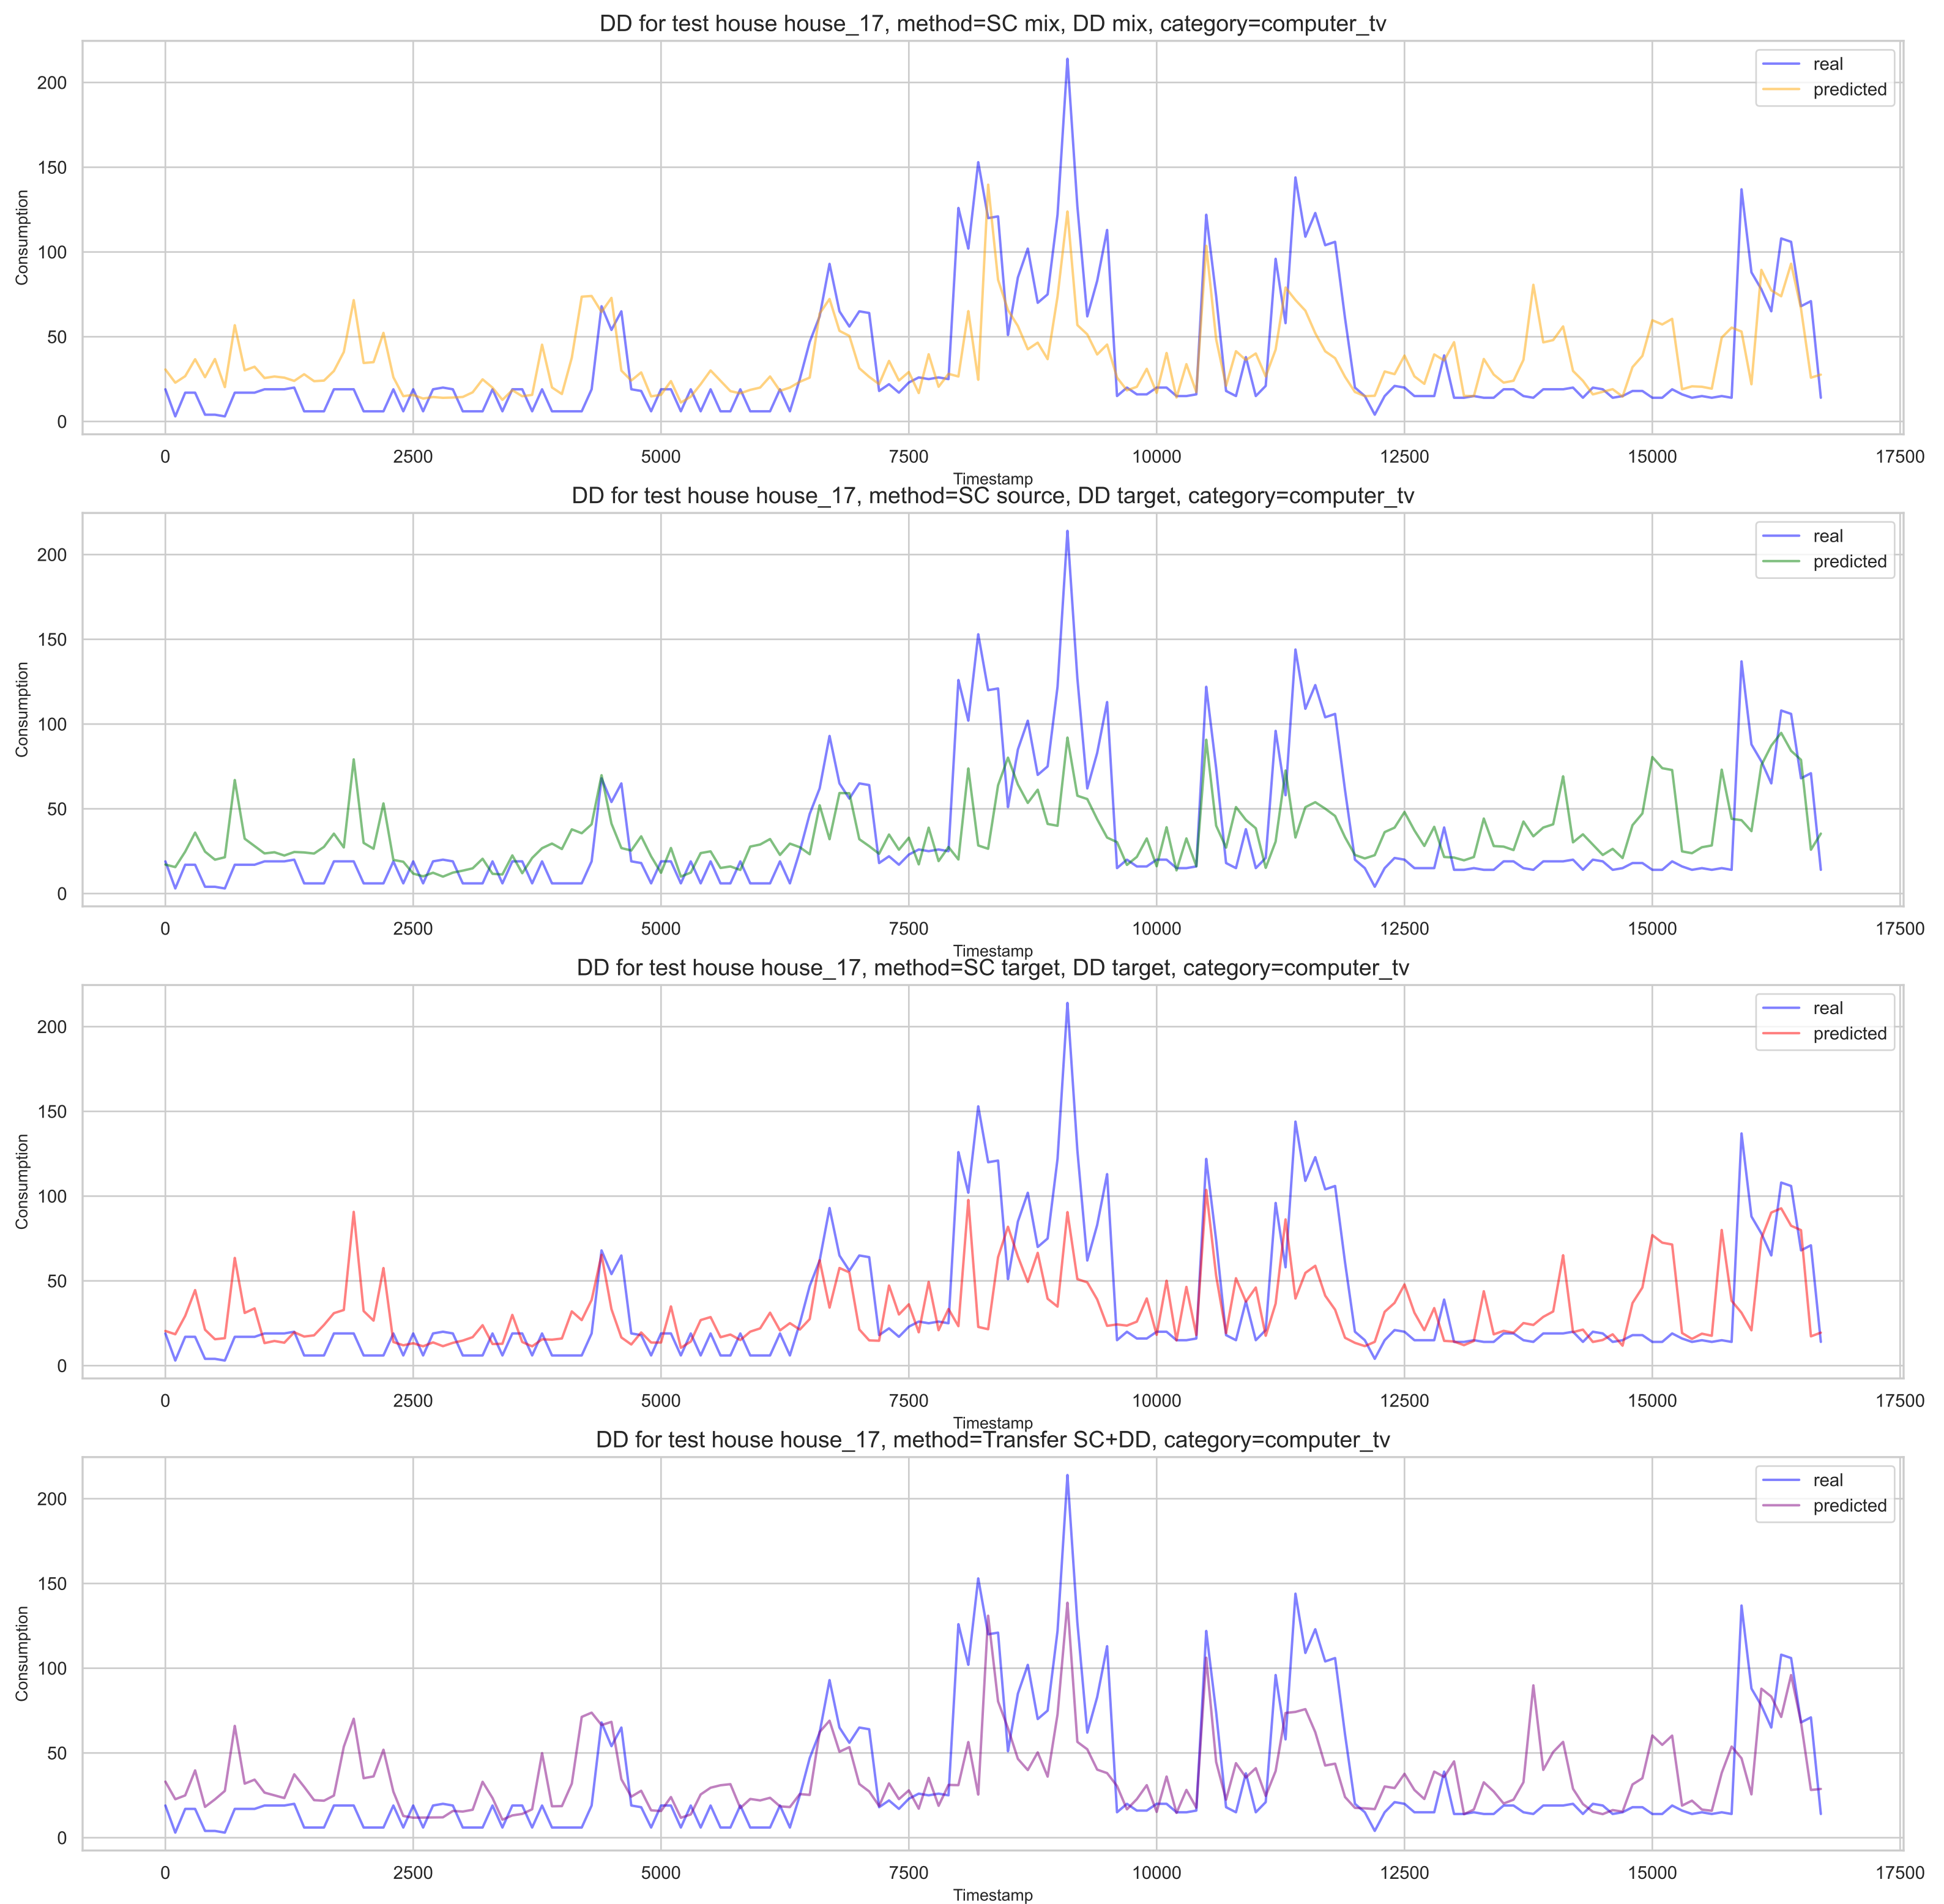 DD for test house house_17, method=SC mix, DD mix, category=computer_tv
real
predicted
200
150
100
50
0
Consumption
0 2500 5000 7500 10000 12500 15000 17500
Timestamp
DD for test house house_17, method=SC source, DD target, category=computer_tv
real
predicted
200
150
100
50
0
Consumption
0 2500 5000 7500 10000 12500 15000 17500
Timestamp
DD for test house house_17, method=SC target, DD target, category=computer_tv
real
predicted
200
150
100
50
0
Consumption
0 2500 5000 7500 10000 12500 15000 17500
Timestamp
DD for test house house_17, method=Transfer SC+DD, category=computer_tv
real
predicted
200
150
100
50
0
Consumption
0 2500 5000 7500 10000 12500 15000 17500
Timestamp